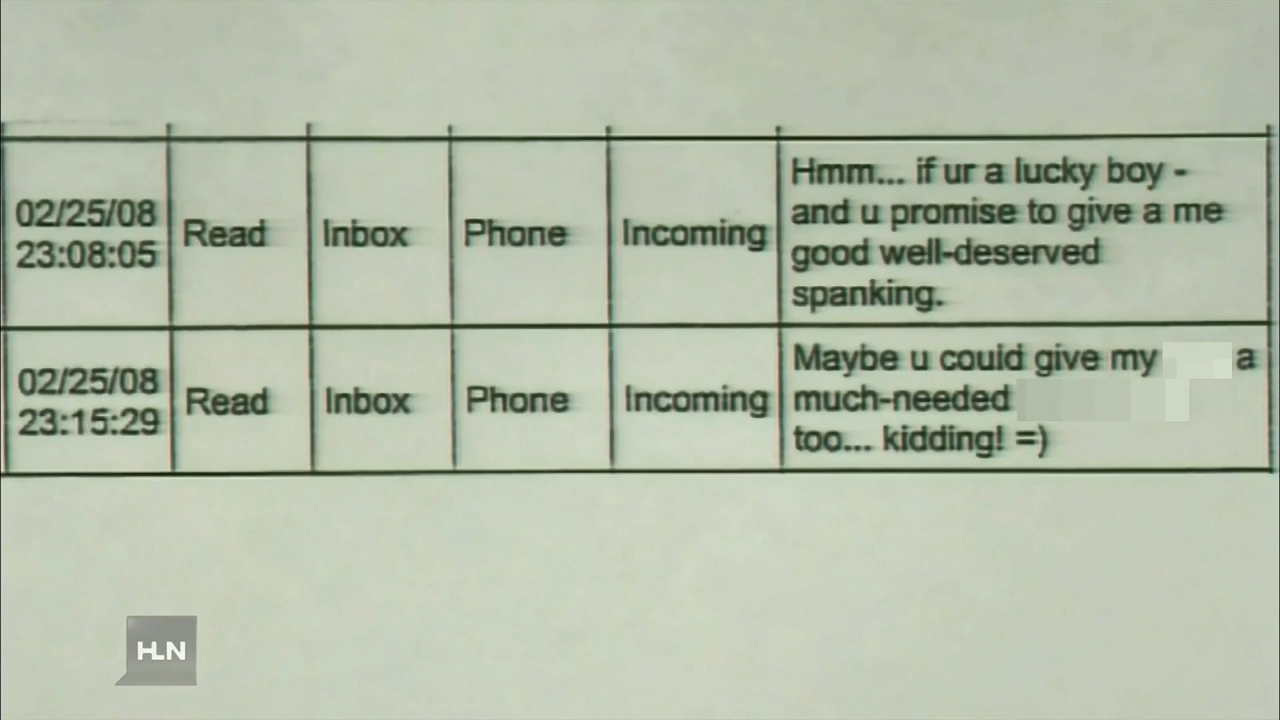 02/25/08
23:08:05
Read
Inbox
Phone
Incoming
Hmm... if ur a lucky boy -
and u promise to give a me
good well-deserved
spanking.
02/25/08
23:15:29
Read
Inbox
Phone
Incoming
Maybe u could give my a
much-needed
too... kidding! =)
HLN